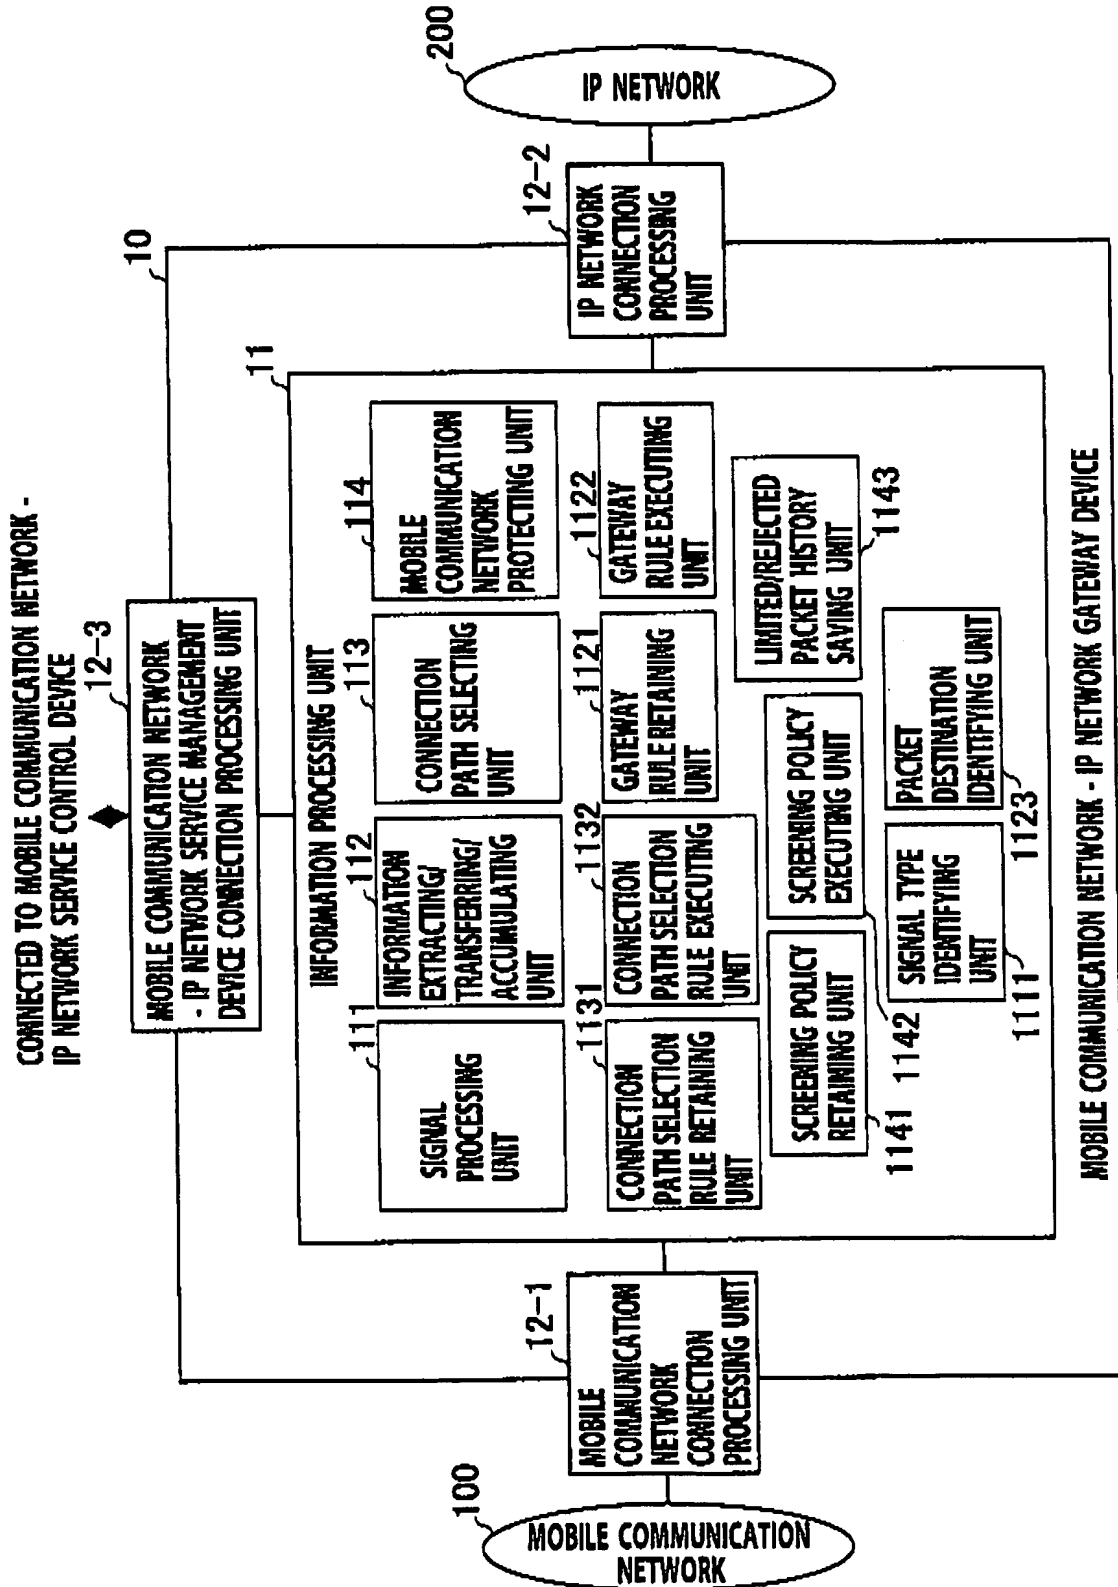 CONNECTED TO MOBILE COMMUNICATION NETWORK -
IP NETWORK SERVICE CONTROL DEVICE
12-3
MOBILE COMMUNICATION NETWORK
- IP NETWORK SERVICE MANAGEMENT
DEVICE CONNECTION PROCESSING UNIT
10
11
INFORMATION PROCESSING UNIT
111
SIGNAL
PROCESSING
UNIT
112
INFORMATION
EXTRACTING/
TRANSFERRING/
ACCUMULATING
UNIT
113
CONNECTION
PATH SELECTING
UNIT
114
MOBILE
COMMUNICATION
NETWORK
PROTECTING UNIT
1131
CONNECTION
PATH SELECTION
RULE RETAINING
UNIT
1132
CONNECTION
PATH SELECTION
RULE EXECUTING
UNIT
1121
GATEWAY
RULE RETAINING
UNIT
1122
GATEWAY
RULE EXECUTING
UNIT
SCREENING POLICY
RETAINING UNIT
1141
SCREENING POLICY
EXECUTING UNIT
1142
LIMITED/REJECTED
PACKET HISTORY
SAVING UNIT
1143
SIGNAL TYPE
IDENTIFYING
UNIT
1111
PACKET
DESTINATION
IDENTIFYING UNIT
1123
100
MOBILE COMMUNICATION
NETWORK
12-1
MOBILE
COMMUNICATION
NETWORK
CONNECTION
PROCESSING UNIT
12-2
IP NETWORK
CONNECTION
PROCESSING
UNIT
200
IP NETWORK
MOBILE COMMUNICATION NETWORK - IP NETWORK GATEWAY DEVICE